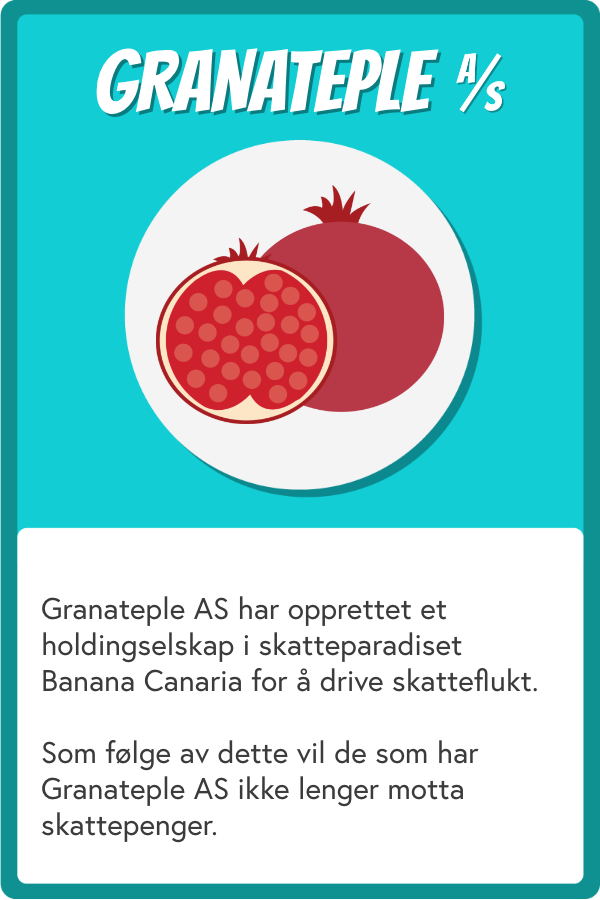 GRANATEPLE A/S
Granateple AS har opprettet et
holdingselskap i skatteparadiset
Banana Canaria for å drive skatteflukt.
Som følge av dette vil de som har
Granateple AS ikke lenger motta
skattepenger.